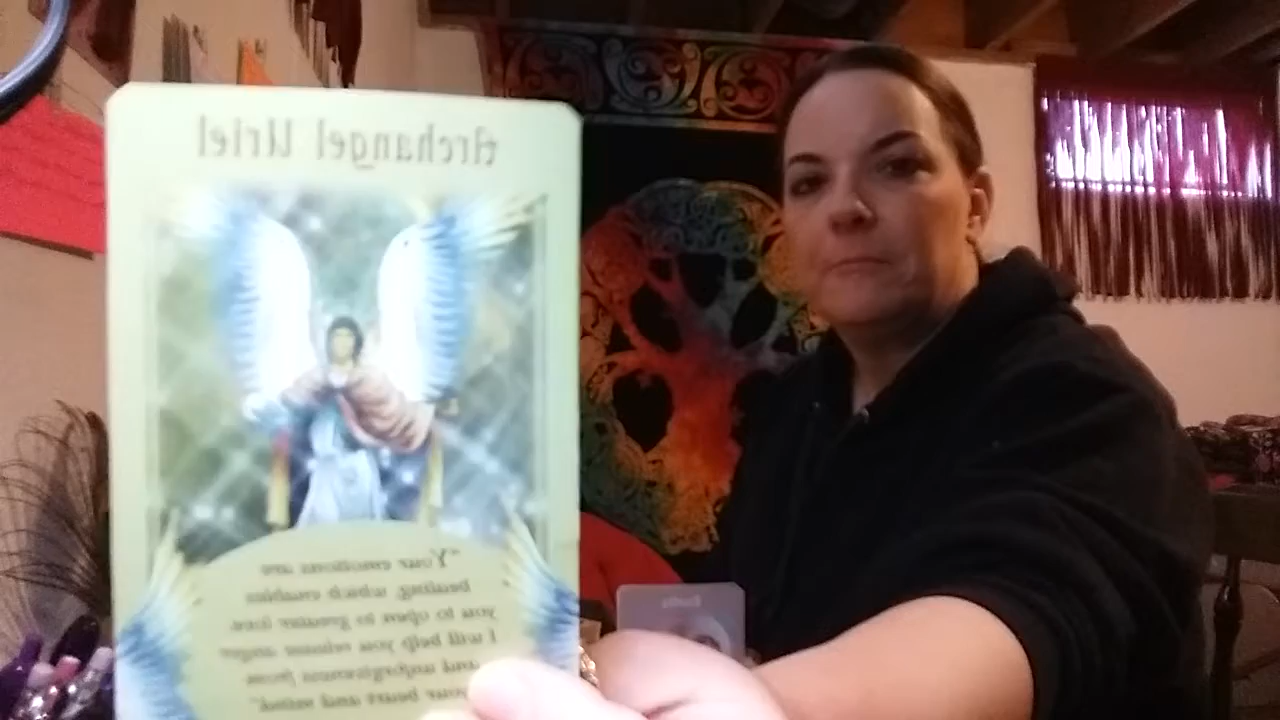 Archangel Uriel
"Your emotions are
healing, which enables
you to open to greater love.
I will help you release anger
and unforgiveness from
your heart and mind."